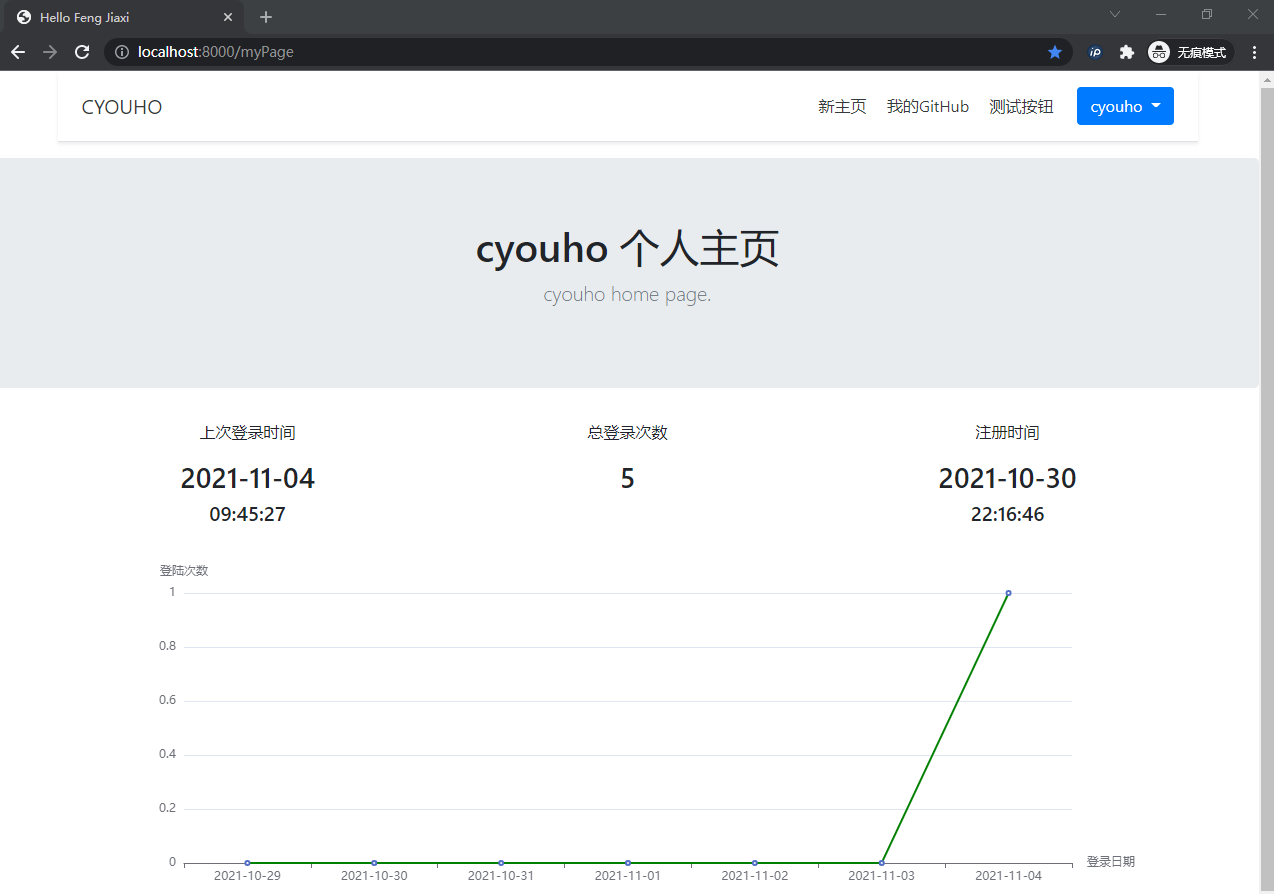 Hello Feng Jiaxi
localhost:8000/myPage
iP
无痕模式
CYOUHO
新主页
我的GitHub
测试按钮
cyouho
cyouho 个人主页
cyouho home page.
上次登录时间
2021-11-04
09:45:27
总登录次数
5
注册时间
2021-10-30
22:16:46
登陆次数
1
0.8
0.6
0.4
0.2
0
2021-10-29
2021-10-30
2021-10-31
2021-11-01
2021-11-02
2021-11-03
2021-11-04
登录日期